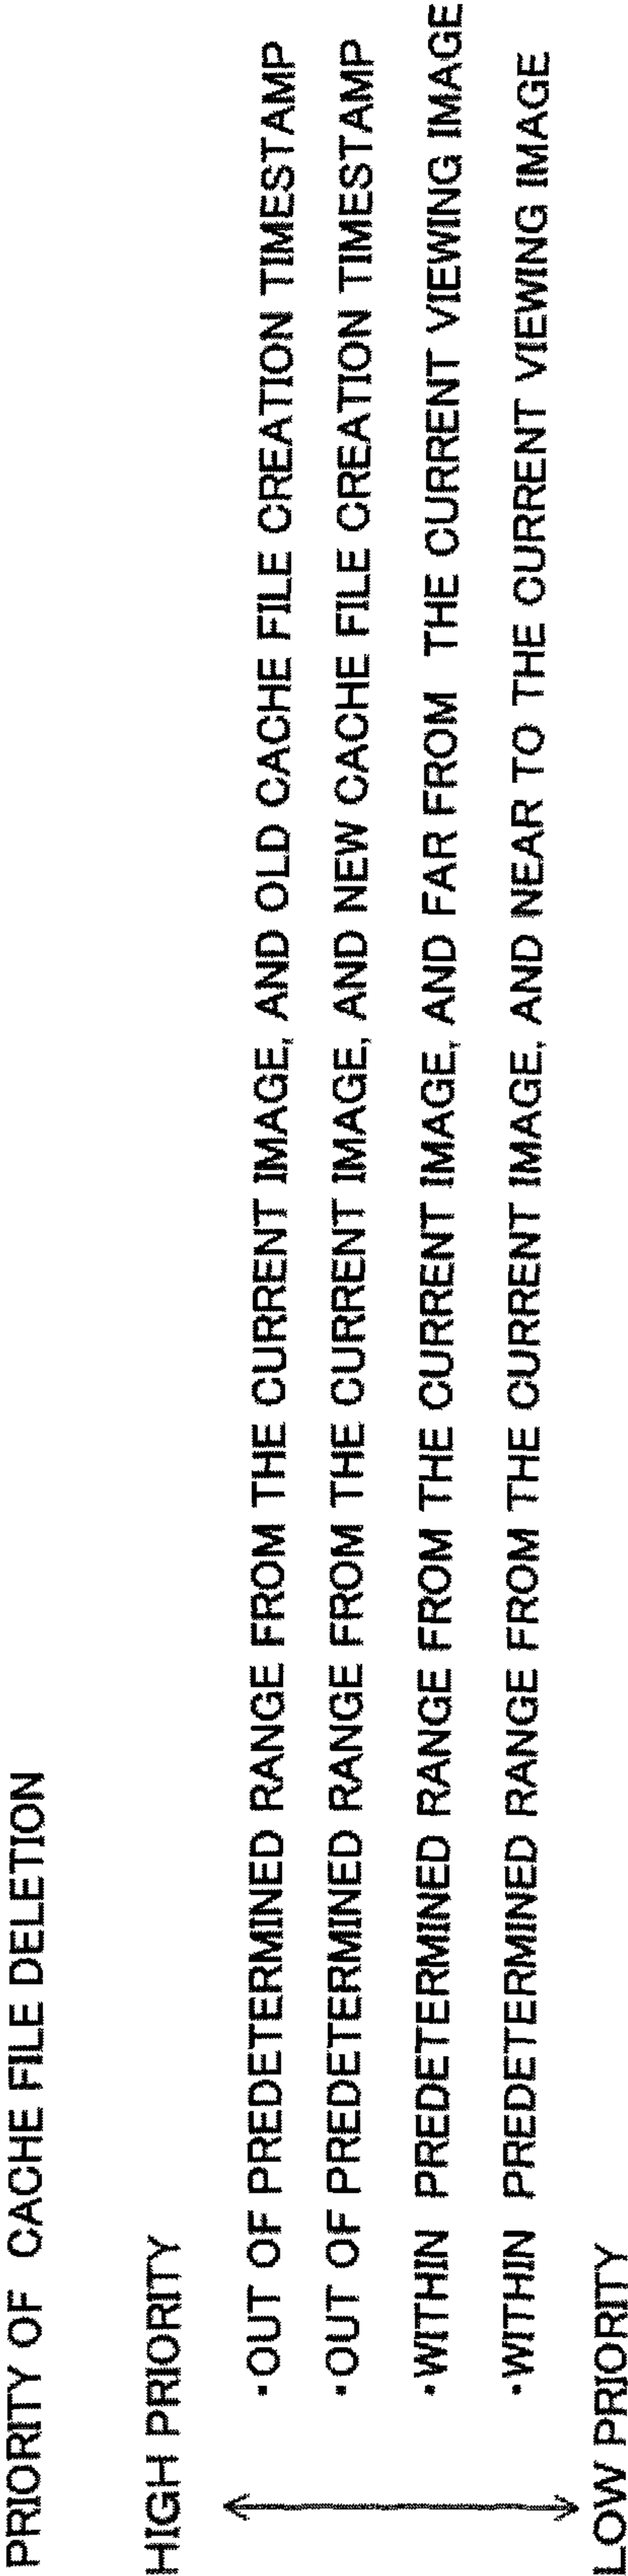 PRIORITY OF CACHE FILE DELETION
HIGH PRIORITY
・OUT OF PREDETERMINED RANGE FROM THE CURRENT IMAGE, AND OLD CACHE FILE CREATION TIMESTAMP
・OUT OF PREDETERMINED RANGE FROM THE CURRENT IMAGE, AND NEW CACHE FILE CREATION TIMESTAMP
・WITHIN PREDETERMINED RANGE FROM THE CURRENT IMAGE, AND FAR FROM THE CURRENT VIEWING IMAGE
・WITHIN PREDETERMINED RANGE FROM THE CURRENT IMAGE, AND NEAR TO THE CURRENT VIEWING IMAGE
LOW PRIORITY